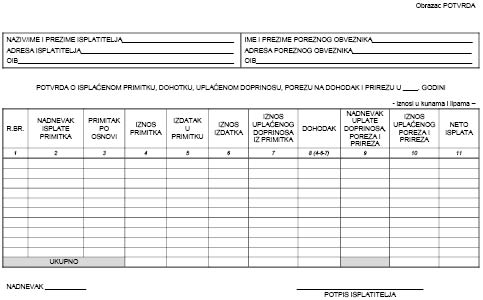 Obrazac POTVRDA
NAZIV/IME I PREZIME ISPLATITELJA
ADRESA ISPLATITELJA
OIB
IME I PREZIME POREZNOG OBVEZNIKA
ADRESA POREZNOG OBVEZNIKA
OIB
POTVRDA O ISPLAĆENOM PRIMITKU, DOHOTKU, UPLAĆENOM DOPRINOSU, POREZU NA DOHODAK I PRIREZU U ____. GODINI
- iznosi u kunama i lipama –
R.BR.
NADNEVAK
ISPLATE
PRIMITKA
PRIMITAK
PO
OSNOVI
IZNOS
PRIMITKA
IZDATAK
U
PRIMITKU
IZNOS
IZDATKA
IZNOS
UPLAĆENOG
DOPRINOSA
IZ PRIMITKA
DOHODAK
NADNEVAK
UPLATE
DOPRINOSA,
POREZA I
PRIREZA
IZNOS
UPLAĆENOG
POREZA I
PRIREZA
NETO
ISPLATA
1 2 3 4 5 6 7 8 (4-6-7) 9 10 11
UKUPNO
NADNEVAK
POTPIS ISPLATITELJA